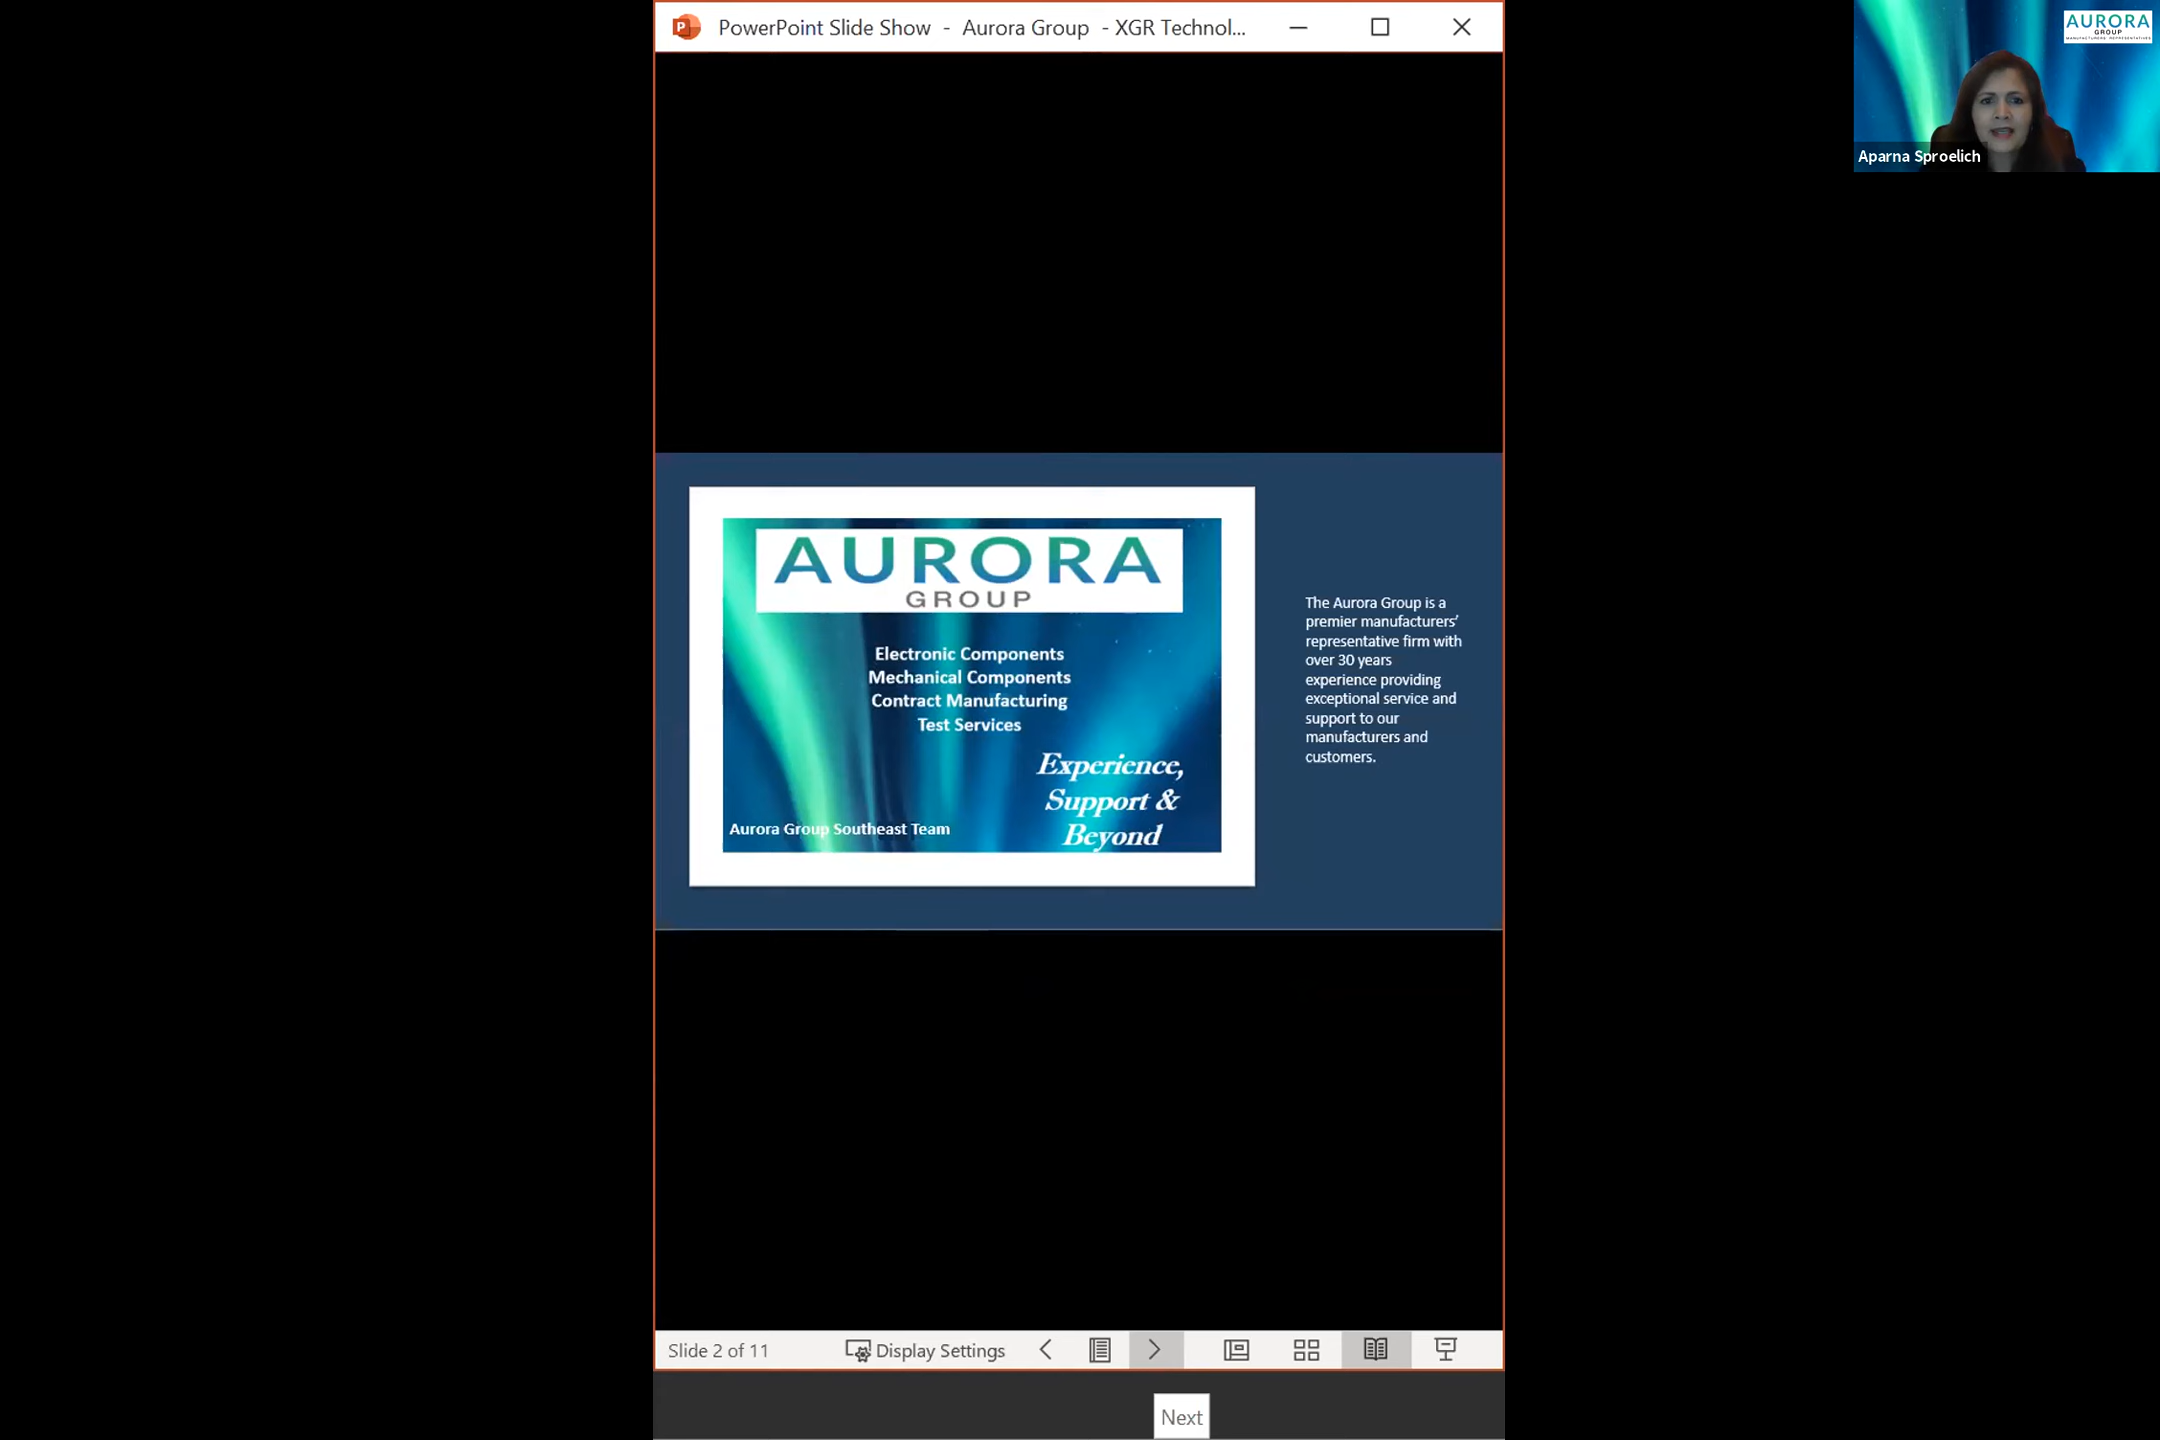 PowerPoint Slide Show - Aurora Group - XGR Technol...
AURORA
GROUP
MANUFACTURERS REPRESENTATIVES
Aparna Sproelich
AURORA
GROUP
Electronic Components
Mechanical Components
Contract Manufacturing
Test Services
Experience,
Support &
Beyond
Aurora Group Southeast Team
The Aurora Group is a
premier manufacturers’
representative firm with
over 30 years
experience providing
exceptional service and
support to our
manufacturers and
customers.
Slide 2 of 11
Display Settings
Next